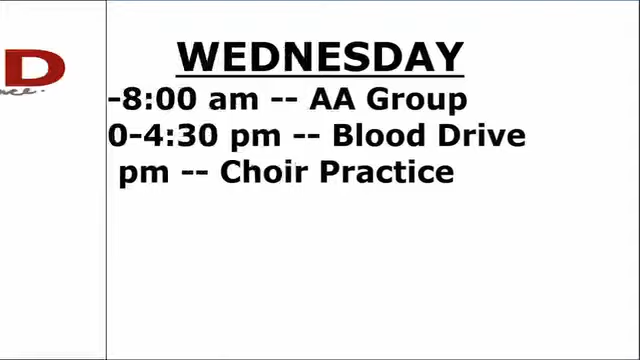 WEDNESDAY
-8:00 am -- AA Group
0-4:30 pm -- Blood Drive
pm -- Choir Practice
D